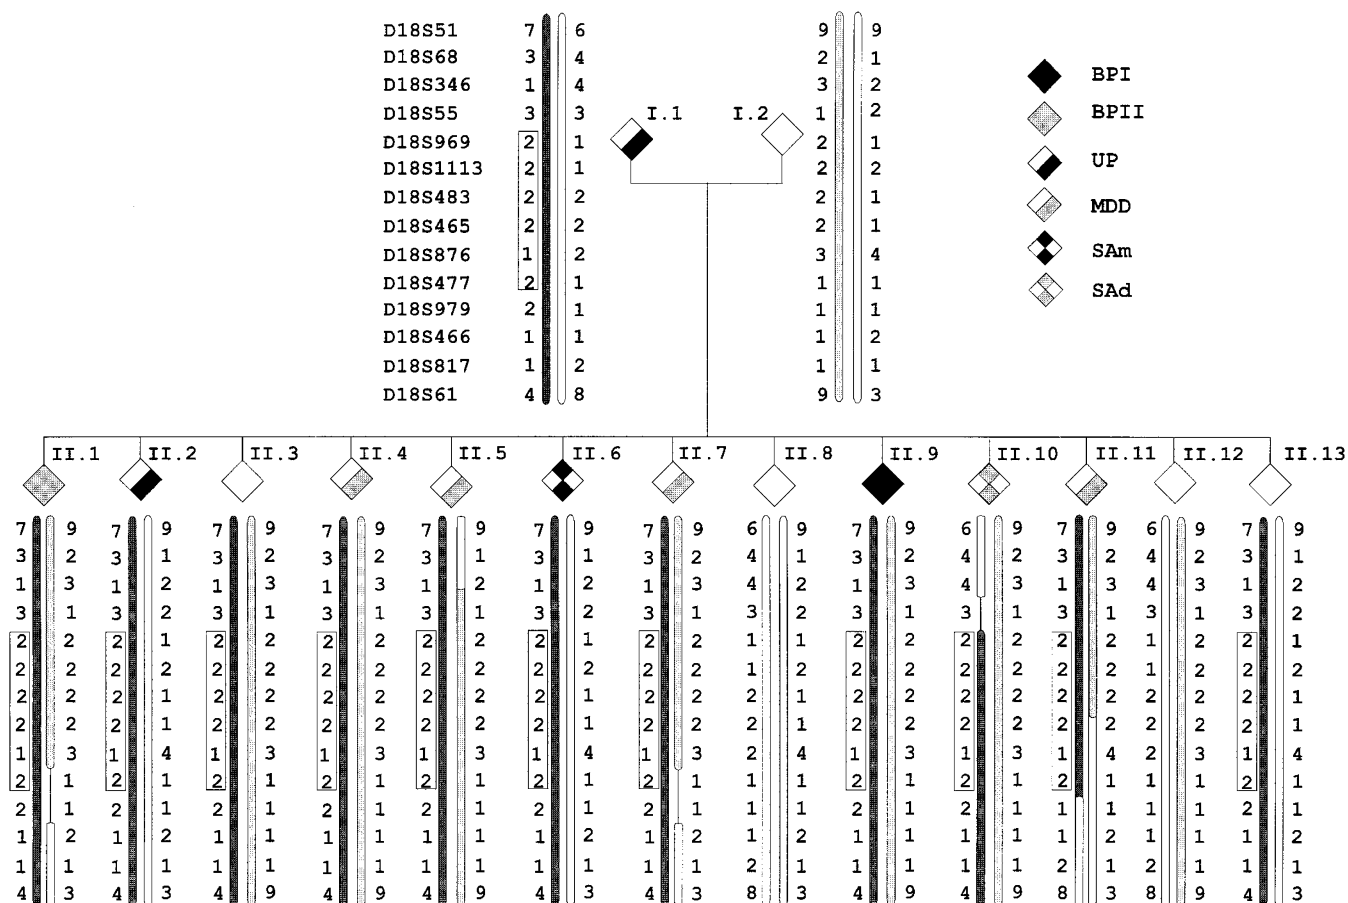 D18S51 7 6 9 9
D18S68 3 4 2 1
D18S346 1 4 3 2
D18S55 3 3 1 2
D18S969 2 1 2 1
D18S1113 2 1 2 2
D18S483 2 2 2 1
D18S465 2 2 2 1
D18S876 1 2 3 4
D18S477 2 1 1 1
D18S979 2 1 1 1
D18S466 1 1 1 2
D18S817 1 2 1 1
D18S61 4 8 9 3
I.1 I.2
BPI
BPII
UP
MDD
SAm
SAd
II.1 II.2 II.3 II.4 II.5 II.6 II.7 II.8 II.9 II.10 II.11 II.12 II.13
7 9 7 9 7 9 7 9 7 9 7 9 7 9 6 9 7 9 6 9 7 9 6 9 7 9
3 2 3 1 3 2 3 2 3 1 3 1 3 2 4 1 3 2 4 2 3 2 4 2 3 1
1 3 1 2 1 3 1 3 1 2 1 2 1 3 4 2 1 3 4 3 1 3 4 3 1 2
3 1 3 2 3 1 3 1 3 1 3 2 3 1 3 2 3 1 3 1 3 1 3 1 3 2
2 2 2 1 2 2 2 2 2 2 2 1 2 2 1 1 2 2 2 2 2 2 1 2 2 1
2 2 2 2 2 2 2 2 2 2 2 2 2 2 1 2 2 2 2 2 2 2 1 2 2 2
2 2 2 1 2 2 2 2 2 2 2 1 2 2 2 1 2 2 2 2 2 2 2 2 2 1
2 2 2 1 2 2 2 2 2 2 2 1 2 2 2 1 2 2 2 2 2 2 2 2 2 1
1 3 1 4 1 3 1 3 1 3 1 4 1 3 2 4 1 3 1 3 1 4 2 3 1 4
2 1 2 1 2 1 2 1 2 1 2 1 2 1 1 1 2 1 2 1 2 1 1 1 2 1
2 1 2 1 2 1 2 1 2 1 2 1 2 1 1 1 2 1 2 1 1 1 1 1 2 1
1 2 1 2 1 1 1 1 1 1 1 2 1 2 1 2 1 1 1 1 1 2 1 1 1 2
1 1 1 1 1 1 1 1 1 1 1 1 1 1 2 1 1 1 1 1 2 1 2 1 1 1
4 3 4 3 4 9 4 9 4 9 4 3 4 3 8 3 4 9 4 9 8 3 8 9 4 3